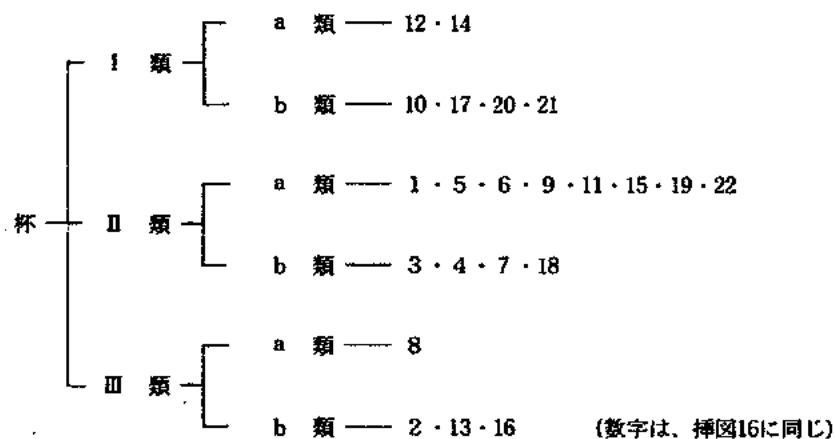 a 類 — 12・14
I 類
b 類 — 10・17・20・21
a 類 — 1・5・6・9・11・15・19・22
杯 II 類
b 類 — 3・4・7・18
a 類 — 8
III 類
b 類 — 2・13・16 (数字は、挿図16に同じ)